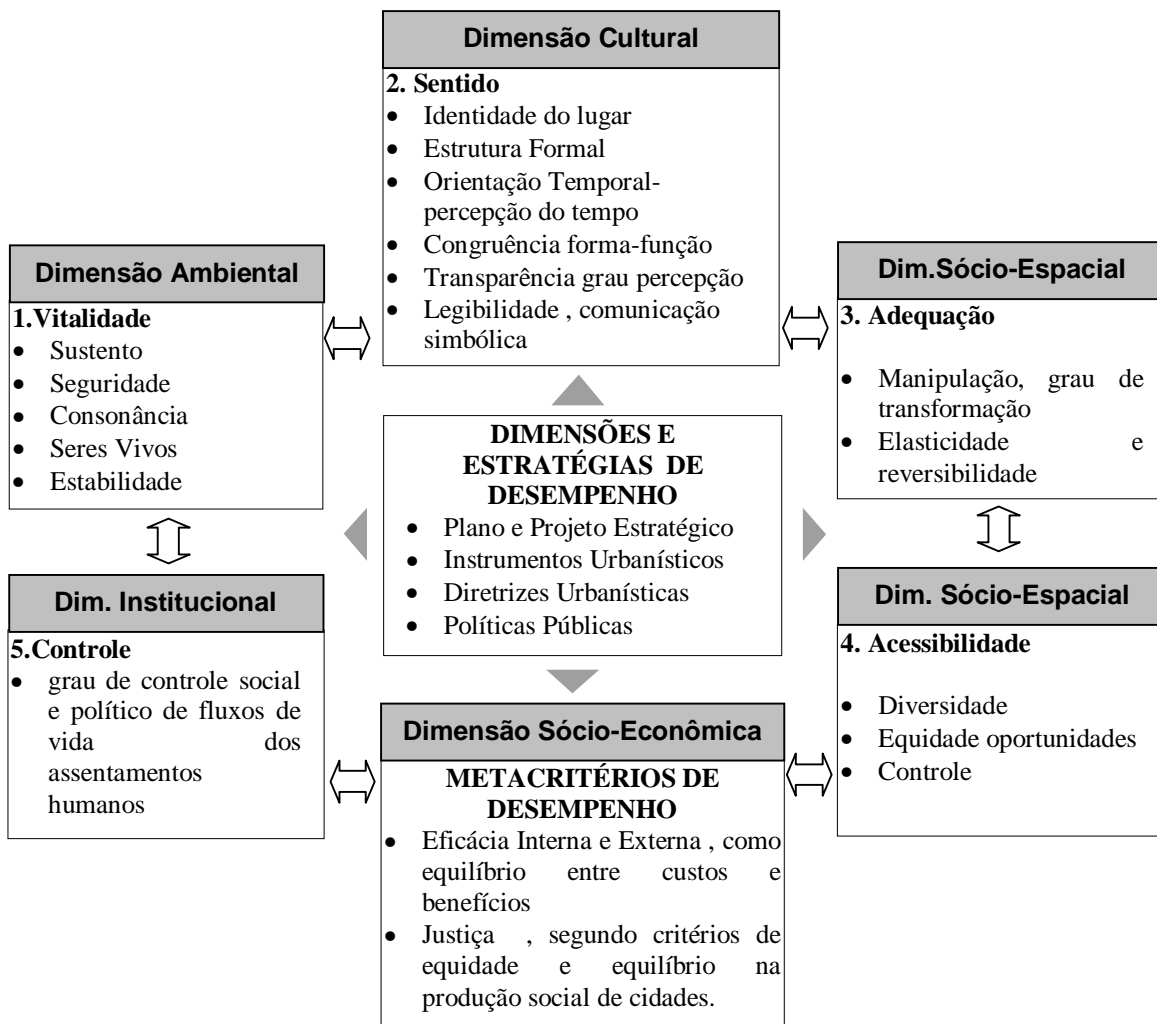 Dimensão Cultural
2. Sentido
• Identidade do lugar
• Estrutura Formal
• Orientação Temporal-
percepção do tempo
• Congruência forma-função
• Transparência grau percepção
• Legibilidade , comunicação
simbólica
Dimensão Ambiental
1.Vitalidade
• Sustento
• Seguridade
• Consonância
• Seres Vivos
• Estabilidade
Dim.Sócio-Espacial
3. Adequação
• Manipulação, grau de
transformação
• Elasticidade e
reversibilidade
DIMENSÕES E
ESTRATÉGIAS DE
DESEMPENHO
• Plano e Projeto Estratégico
• Instrumentos Urbanísticos
• Diretrizes Urbanísticas
• Políticas Públicas
Dim. Institucional
5.Controle
• grau de controle social
e político de fluxos de
vida dos
assentamentos
humanos
Dim. Sócio-Espacial
4. Acessibilidade
• Diversidade
• Equidade oportunidades
• Controle
Dimensão Sócio-Econômica
METACRITÉRIOS DE
DESEMPENHO
• Eficácia Interna e Externa , como
equilíbrio entre custos e
benefícios
• Justiça , segundo critérios de
equidade e equilíbrio na
produção social de cidades.